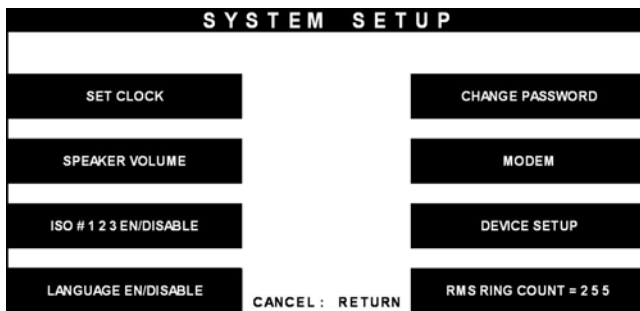 SYSTEM SETUP
SET CLOCK
CHANGE PASSWORD
SPEAKER VOLUME
MODEM
ISO # 1 2 3 EN/DISABLE
DEVICE SETUP
LANGUAGE EN/DISABLE
CANCEL: RETURN
RMS RING COUNT = 2 5 5